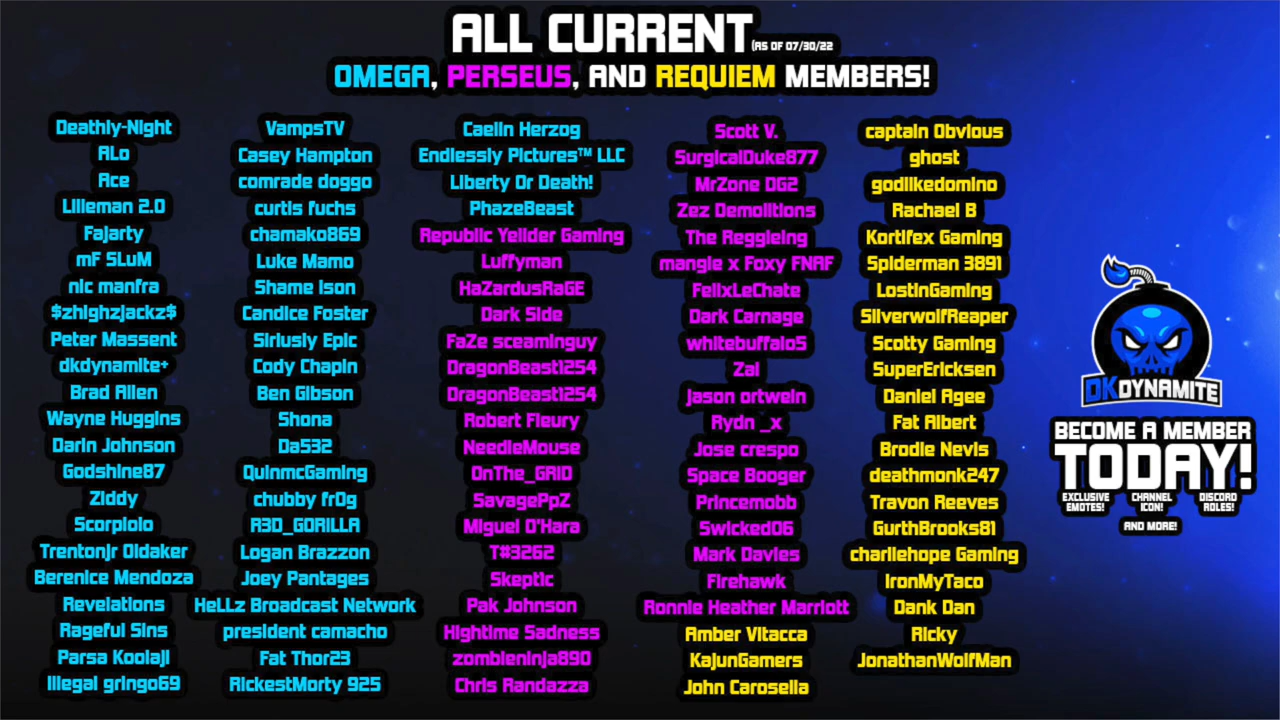 ALL CURRENT (AS OF 07/30/22
OMEGA, PERSEUS, AND REQUIEM MEMBERS!
Deathly-Night
ALo
Ace
Lilleman 2.0
Fajarty
mF SLuM
nic manfra
$zhighzjackz$
Peter Massent
dkdynamite+
Brad Allen
Wayne Huggins
Darin Johnson
Godshine87
Ziddy
Scorpiolo
Trentonjr Oldaker
Berenice Mendoza
Revelations
Rageful Sins
Parsa Koolaji
Illegal gringo69
VampsTV
Casey Hampton
comrade doggo
curtis fuchs
chamako869
Luke Mamo
Shame Ison
Candice Foster
Siriusly Epic
Cody Chapin
Ben Gibson
Shona
Da532
QuinmcGaming
chubby fr0g
R3D_GORILLA
Logan Brazzon
Joey Pantages
HeLLz Broadcast Network
president camacho
Fat Thor23
RickestMorty 925
Caelin Herzog
Endlessly Pictures™ LLC
Liberty Or Death!
PhazeBeast
Republic Yeilder Gaming
Luffyman
HaZardusRaGE
Dark Side
FaZe sceaminguy
DragonBeast1254
DragonBeast1254
Robert Fleury
NeedleMouse
OnThe_GRID
SavagePpZ
Miguel D'Hara
T#3262
Skeptic
Pak Johnson
Hightime Sadness
zombieninja890
Chris Randazza
Scott V.
SurgicalDuke877
MrZone DG2
Zez Demolitions
The Reggieing
mangle x Foxy FNAF
FelixLeChate
Dark Carnage
whitebuffalo5
Zai
jason ortwein
Rydn _x
Jose crespo
Space Booger
Princemobb
Swicked06
Mark Davies
Firehawk
Ronnie Heather Marriott
Amber Vitacca
KajunGamers
John Carosella
captain Obvious
ghost
godlikedomino
Rachael B
Kortifex Gaming
Spiderman 3891
LostInGaming
SilverwolfReaper
Scotty Gaming
SuperEricksen
Daniel Agee
Fat Albert
Brodie Nevis
deathmonk247
Travon Reeves
GurthBrooks81
charliehope Gaming
IronMyTaco
Dank Dan
Ricky
JonathanWolfMan
DKDYNAMITE
BECOME A MEMBER
TODAY!
EXCLUSIVE EMOTES!
CHANNEL ICON!
DISCORD ROLES!
AND MORE!